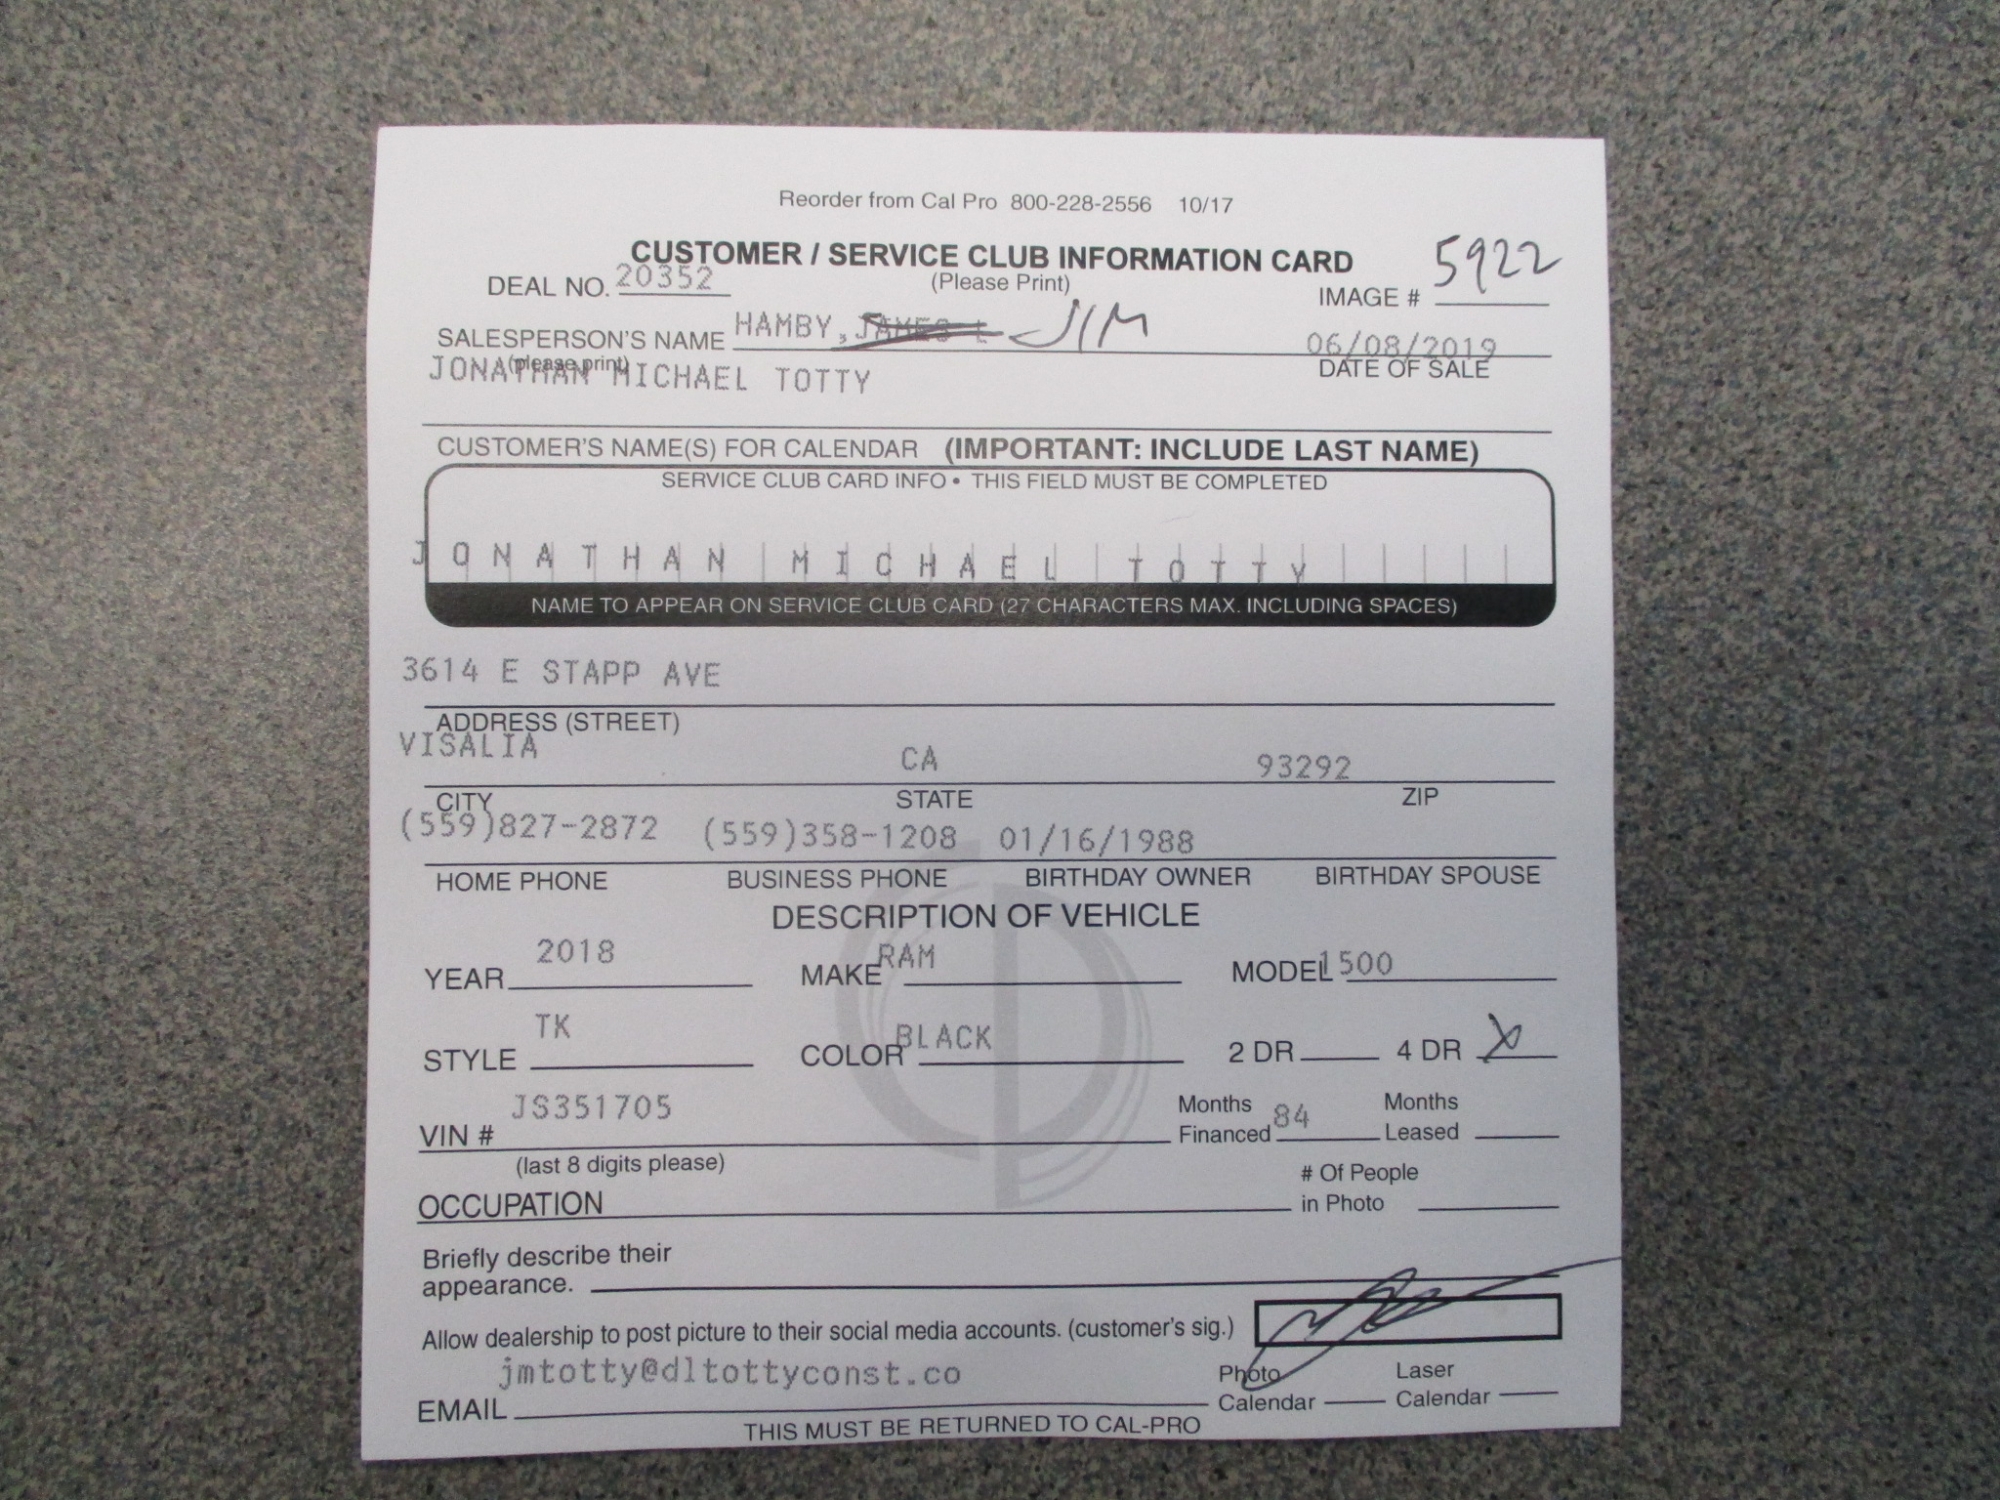 Reorder from Cal Pro 800-228-2556 10/17
CUSTOMER / SERVICE CLUB INFORMATION CARD
(Please Print)
DEAL NO. 20352
IMAGE # 5922
SALESPERSON'S NAME HAMBY, JAMES L JIM
(please print)
06/08/2019
DATE OF SALE
JONATHAN MICHAEL TOTTY
CUSTOMER'S NAME(S) FOR CALENDAR (IMPORTANT: INCLUDE LAST NAME)
SERVICE CLUB CARD INFO • THIS FIELD MUST BE COMPLETED
JONATHAN MICHAEL TOTTY
NAME TO APPEAR ON SERVICE CLUB CARD (27 CHARACTERS MAX. INCLUDING SPACES)
3614 E STAPP AVE
ADDRESS (STREET)
VISALIA CA 93292
CITY STATE ZIP
(559)827-2872 (559)358-1208 01/16/1988
HOME PHONE BUSINESS PHONE BIRTHDAY OWNER BIRTHDAY SPOUSE
DESCRIPTION OF VEHICLE
YEAR 2018 MAKE RAM MODEL 1500
STYLE TK COLOR BLACK 2 DR 4 DR X
VIN # JS351705 Months Financed 84 Months Leased
(last 8 digits please)
OCCUPATION # Of People in Photo
Briefly describe their
appearance.
Allow dealership to post picture to their social media accounts. (customer's sig.)
EMAIL jmtotty@dltottyconst.co Photo Calendar Laser Calendar
THIS MUST BE RETURNED TO CAL-PRO